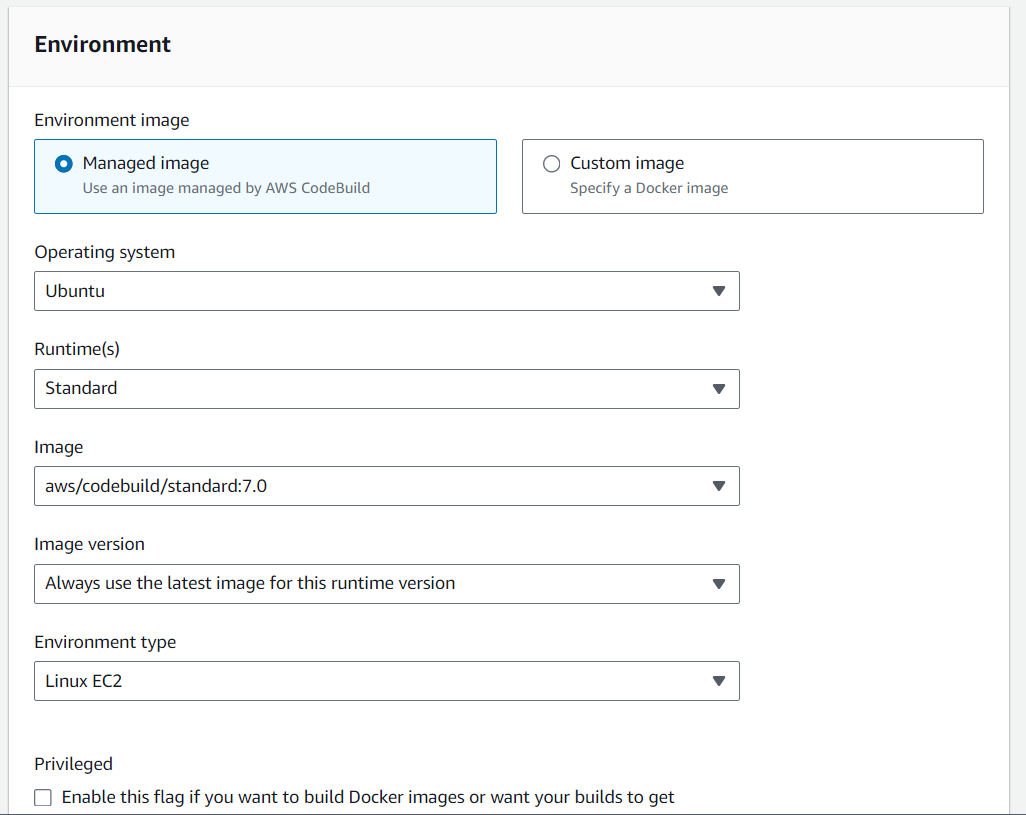 Environment
Environment image
Managed image
Use an image managed by AWS CodeBuild
Custom image
Specify a Docker image
Operating system
Ubuntu
Runtime(s)
Standard
Image
aws/codebuild/standard:7.0
Image version
Always use the latest image for this runtime version
Environment type
Linux EC2
Privileged
Enable this flag if you want to build Docker images or want your builds to get